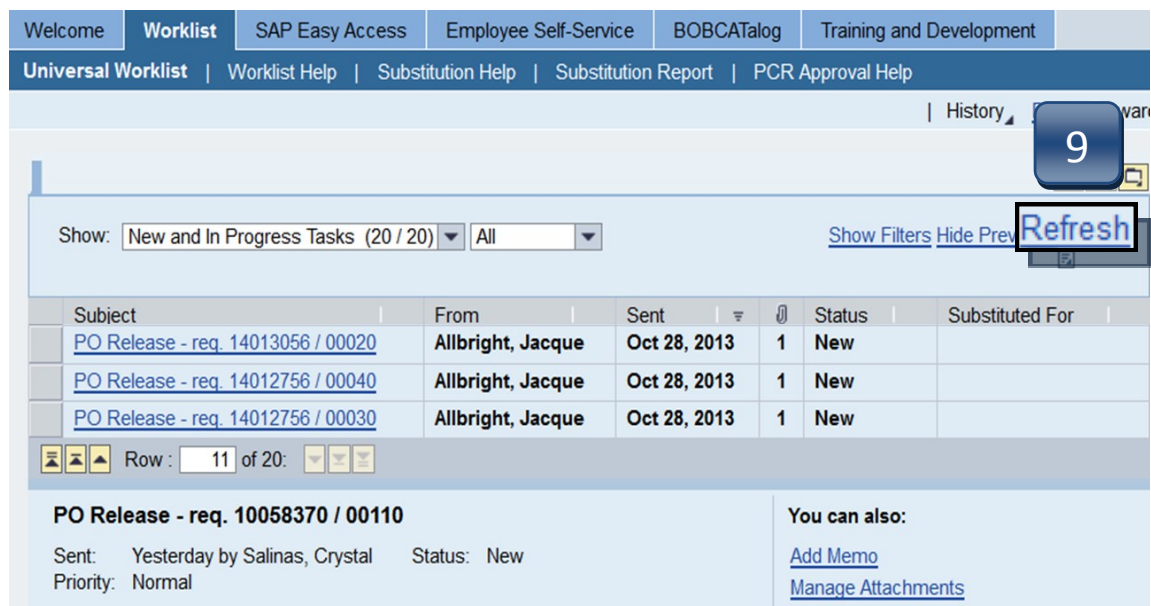 Welcome Worklist SAP Easy Access Employee Self-Service BOBCATalog Training and Development
Universal Worklist | Worklist Help | Substitution Help | Substitution Report | PCR Approval Help
| History
9
Show: New and In Progress Tasks (20 / 20) All Show Filters Hide Refresh
Subject From Sent Status Substituted For
PO Release - req. 14013056 / 00020 Allbright, Jacque Oct 28, 2013 1 New
PO Release - req. 14012756 / 00040 Allbright, Jacque Oct 28, 2013 1 New
PO Release - req. 14012756 / 00030 Allbright, Jacque Oct 28, 2013 1 New
Row : 11 of 20:
PO Release - req. 10058370 / 00110 You can also:
Sent: Yesterday by Salinas, Crystal Status: New Add Memo
Priority: Normal Manage Attachments